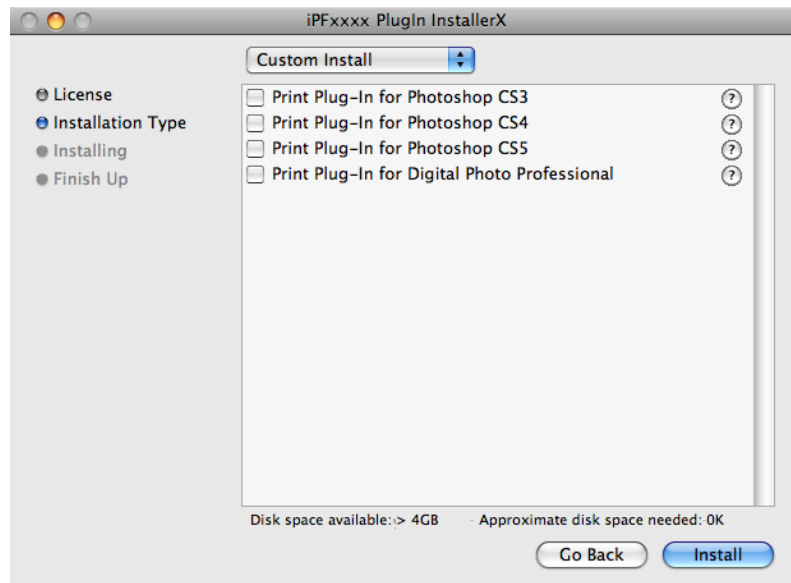 iPFxxxx PlugIn InstallerX
Custom Install
License
Installation Type
Installing
Finish Up
Print Plug-In for Photoshop CS3 ?
Print Plug-In for Photoshop CS4 ?
Print Plug-In for Photoshop CS5 ?
Print Plug-In for Digital Photo Professional ?
Disk space available: > 4GB Approximate disk space needed: 0K
Go Back Install